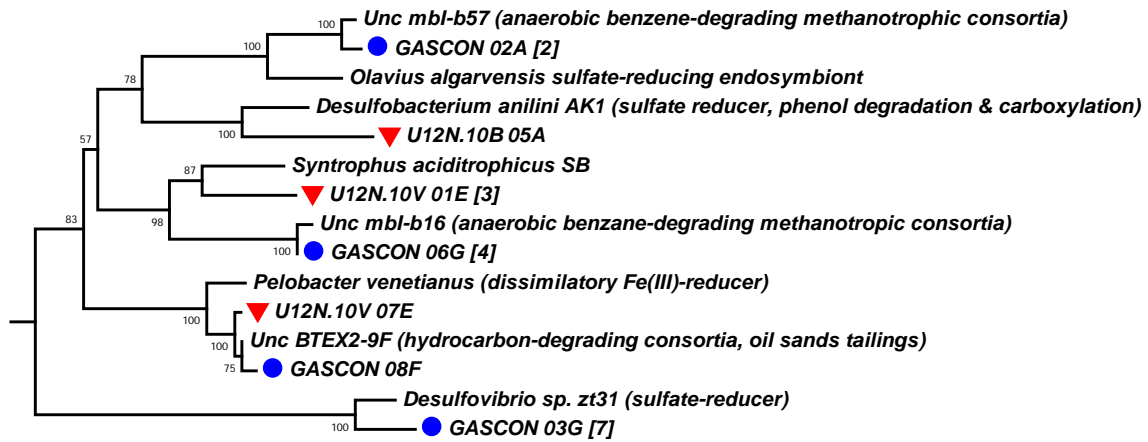 Unc mbI-b57 (anaerobic benzene-degrading methanotrophic consortia)
100
100
GASCON 02A [2]
100
Olavius algarvensis sulfate-reducing endosymbiont
78
Desulfobacterium anilini AK1 (sulfate reducer, phenol degradation & carboxylation)
100
U12N.10B 05A
57
Syntrophus aciditrophicus SB
87
U12N.10V 01E [3]
98
Unc mbI-b16 (anaerobic benzane-degrading methanotropic consortia)
83
100
GASCON 06G [4]
Pelobacter venetianus (dissimilatory Fe(III)-reducer)
100
U12N.10V 07E
100
Unc BTEX2-9F (hydrocarbon-degrading consortia, oil sands tailings)
75
GASCON 08F
Desulfovibrio sp. zt31 (sulfate-reducer)
100
GASCON 03G [7]